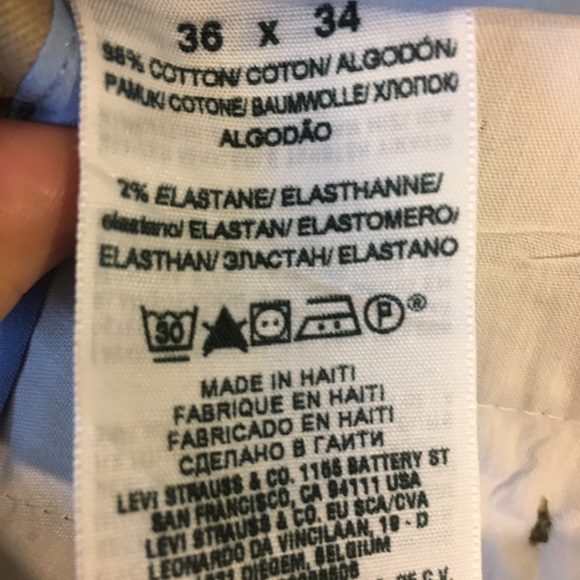 36 x 34
98% COTTON/ COTON/ ALGODÓN/
PAMUK/ COTONE/ BAUMWOLLE/ ХЛОПОК/
ALGODÃO
2% ELASTANE/ ELASTHANNE/
elastano/ ELASTAN/ ELASTOMERO/
ELASTHAN/ ЭЛАСТАН/ ELASTANO
30 P ®
MADE IN HAITI
FABRIQUE EN HAITI
FABRICADO EN HAITI
СДЕЛАНО В ГАИТИ
LEVI STRAUSS & CO. 1155 BATTERY ST
SAN FRANCISCO, CA 94111 USA
LEVI STRAUSS & CO. EU SCA/CVA
LEONARDO DA VINCILAAN, 19 - D
DIEGEM, BELGIUM
C.V.